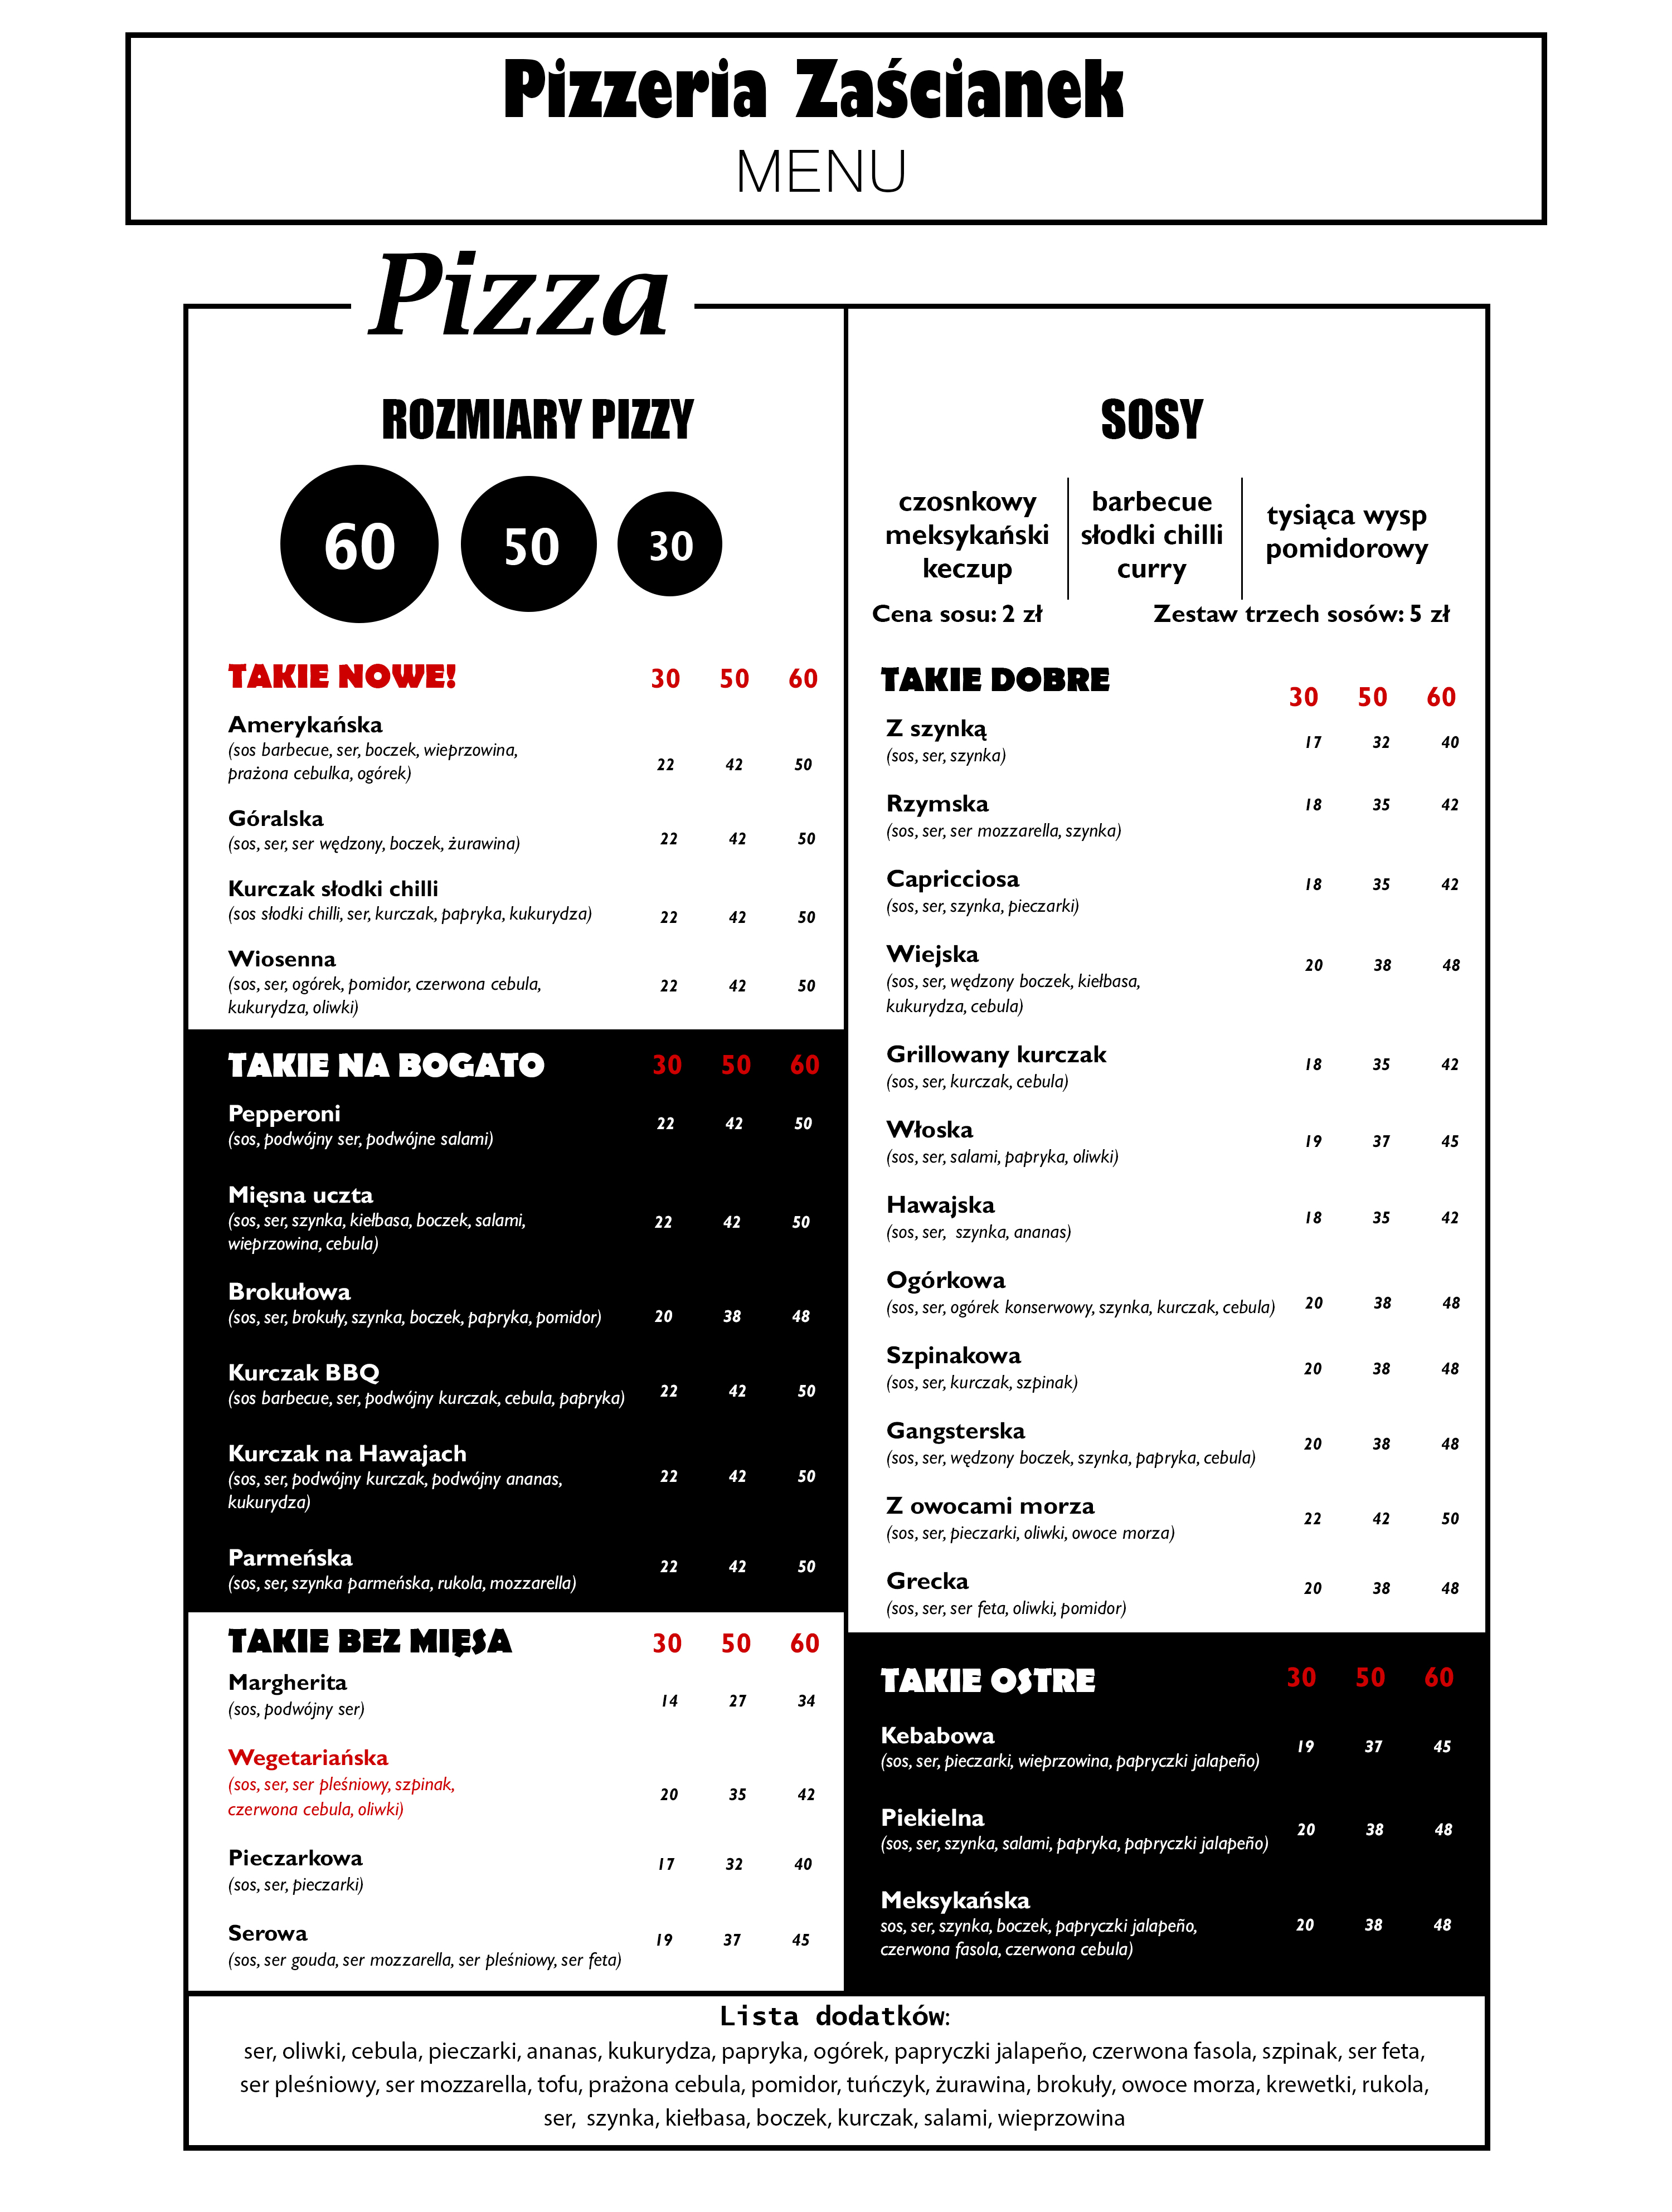 Pizzeria Zaścianek
MENU
Pizza
ROZMIARY PIZZY
60 50 30
TAKIE NOWE! 30 50 60
Amerykańska
(sos barbecue, ser, boczek, wieprzowina,
prażona cebulka, ogórek) 22 42 50
Góralska
(sos, ser, ser wędzony, boczek, żurawina) 22 42 50
Kurczak słodki chilli
(sos słodki chilli, ser, kurczak, papryka, kukurydza) 22 42 50
Wiosenna
(sos, ser, ogórek, pomidor, czerwona cebula, 22 42 50
kukurydza, oliwki)
TAKIE NA BOGATO 30 50 60
Pepperoni 22 42 50
(sos, podwójny ser, podwójne salami)
Mięsna uczta
(sos, ser, szynka, kiełbasa, boczek, salami, 22 42 50
wieprzowina, cebula)
Brokułowa
(sos, ser, brokuły, szynka, boczek, papryka, pomidor) 20 38 48
Kurczak BBQ
(sos barbecue, ser, podwójny kurczak, cebula, papryka) 22 42 50
Kurczak na Hawajach
(sos, ser, podwójny kurczak, podwójny ananas, 22 42 50
kukurydza)
Parmeńska 22 42 50
(sos, ser, szynka parmeńska, rukola, mozzarella)
TAKIE BEZ MIĘSA 30 50 60
Margherita
(sos, podwójny ser) 14 27 34
Wegetariańska
(sos, ser, ser pleśniowy, szpinak, 20 35 42
czerwona cebula, oliwki)
Pieczarkowa 17 32 40
(sos, ser, pieczarki)
Serowa 19 37 45
(sos, ser gouda, ser mozzarella, ser pleśniowy, ser feta)
SOSY
czosnkowy
meksykański
keczup
barbecue
słodki chilli
curry
tysiąca wysp
pomidorowy
Cena sosu: 2 zł Zestaw trzech sosów: 5 zł
TAKIE DOBRE 30 50 60
Z szynką 17 32 40
(sos, ser, szynka)
Rzymska 18 35 42
(sos, ser, ser mozzarella, szynka)
Capricciosa 18 35 42
(sos, ser, szynka, pieczarki)
Wiejska 20 38 48
(sos, ser, wędzony boczek, kiełbasa,
kukurydza, cebula)
Grillowany kurczak 18 35 42
(sos, ser, kurczak, cebula)
Włoska 19 37 45
(sos, ser, salami, papryka, oliwki)
Hawajska 18 35 42
(sos, ser, szynka, ananas)
Ogórkowa
(sos, ser, ogórek konserwowy, szynka, kurczak, cebula) 20 38 48
Szpinakowa 20 38 48
(sos, ser, kurczak, szpinak)
Gangsterska 20 38 48
(sos, ser, wędzony boczek, szynka, papryka, cebula)
Z owocami morza 22 42 50
(sos, ser, pieczarki, oliwki, owoce morza)
Grecka 20 38 48
(sos, ser, ser feta, oliwki, pomidor)
TAKIE OSTRE 30 50 60
Kebabowa 19 37 45
(sos, ser, pieczarki, wieprzowina, papryczki jalapeño)
Piekielna 20 38 48
(sos, ser, szynka, salami, papryka, papryczki jalapeño)
Meksykańska
sos, ser, szynka, boczek, papryczki jalapeño, 20 38 48
czerwona fasola, czerwona cebula)
Lista dodatków:
ser, oliwki, cebula, pieczarki, ananas, kukurydza, papryka, ogórek, papryczki jalapeño, czerwona fasola, szpinak, ser feta,
ser pleśniowy, ser mozzarella, tofu, prażona cebula, pomidor, tuńczyk, żurawina, brokuły, owoce morza, krewetki, rukola,
ser, szynka, kiełbasa, boczek, kurczak, salami, wieprzowina